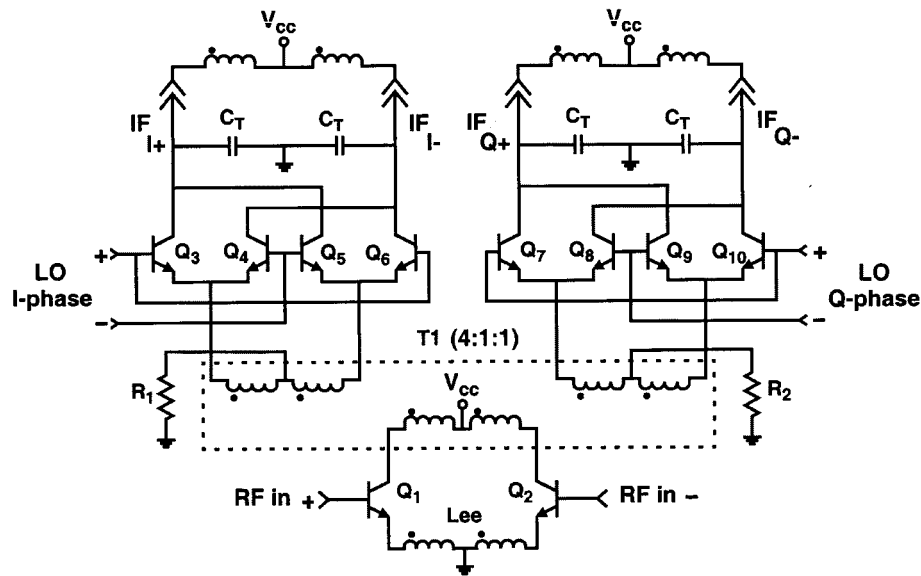 Vcc
Vcc
IF I+
CT
CT
IF I-
IF Q+
CT
CT
IF Q-
+
Q3
Q4
Q5
Q6
Q7
Q8
Q9
Q10
+
LO
I-phase
LO
Q-phase
−
−
T1 (4:1:1)
R1
Vcc
R2
RF in +
Q1
Q2
RF in −
Lee